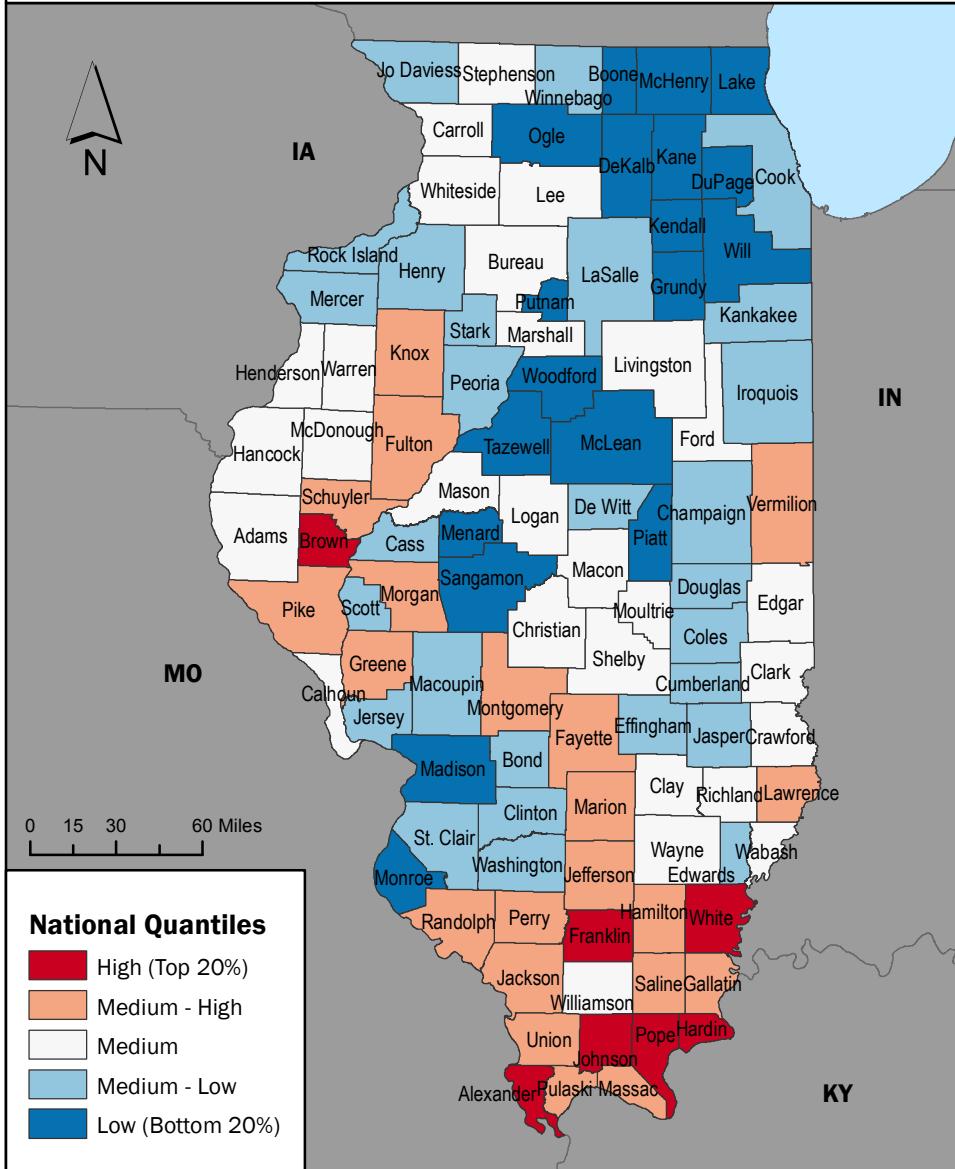 Jo Daviess
Stephenson
Winnebago
Boone
McHenry
Lake
N
IA
Carroll
Ogle
DeKalb
Kane
DuPage
Cook
Whiteside
Lee
Kendall
Will
Rock Island
Henry
Bureau
LaSalle
Grundy
Mercer
Putnam
Kankakee
Stark
Marshall
Knox
Livingston
Henderson
Warren
Peoria
Woodford
Iroquois
IN
McDonough
Hancock
Fulton
Tazewell
McLean
Ford
Schuyler
Mason
Logan
De Witt
Champaign
Vermilion
Adams
Brown
Cass
Menard
Piatt
Macon
Sangamon
Pike
Scott
Morgan
Douglas
Edgar
Moultrie
Christian
Coles
Shelby
MO
Greene
Calhoun
Macoupin
Cumberland
Clark
Jersey
Montgomery
Effingham
Fayette
Jasper
Crawford
Madison
Bond
Clay
Richland
Lawrence
Marion
Clinton
St. Clair
0 15 30 60 Miles
Wayne
Wabash
Washington
Edwards
Monroe
Jefferson
Randolph
Perry
Hamilton
White
Franklin
Jackson
Saline
Gallatin
Williamson
Union
Johnson
Pope
Hardin
Alexander
Pulaski
Massac
KY
National Quantiles
High (Top 20%)
Medium - High
Medium
Medium - Low
Low (Bottom 20%)